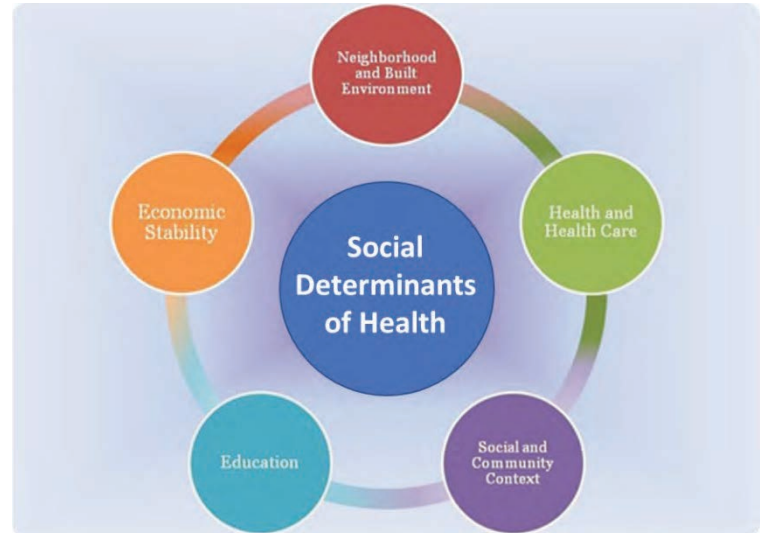 Neighborhood
and Built
Environment
Economic
Stability
Health and
Health Care
Social
Determinants
of Health
Education
Social and
Community
Context